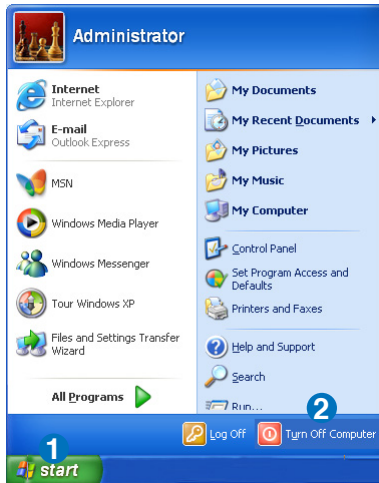 Administrator
Internet
Internet Explorer
E-mail
Outlook Express
MSN
Windows Media Player
Windows Messenger
Tour Windows XP
Files and Settings Transfer
Wizard
All Programs
My Documents
My Recent Documents
My Pictures
My Music
My Computer
Control Panel
Set Program Access and
Defaults
Printers and Faxes
Help and Support
Search
Run...
2
Log Off
Turn Off Computer
1
start